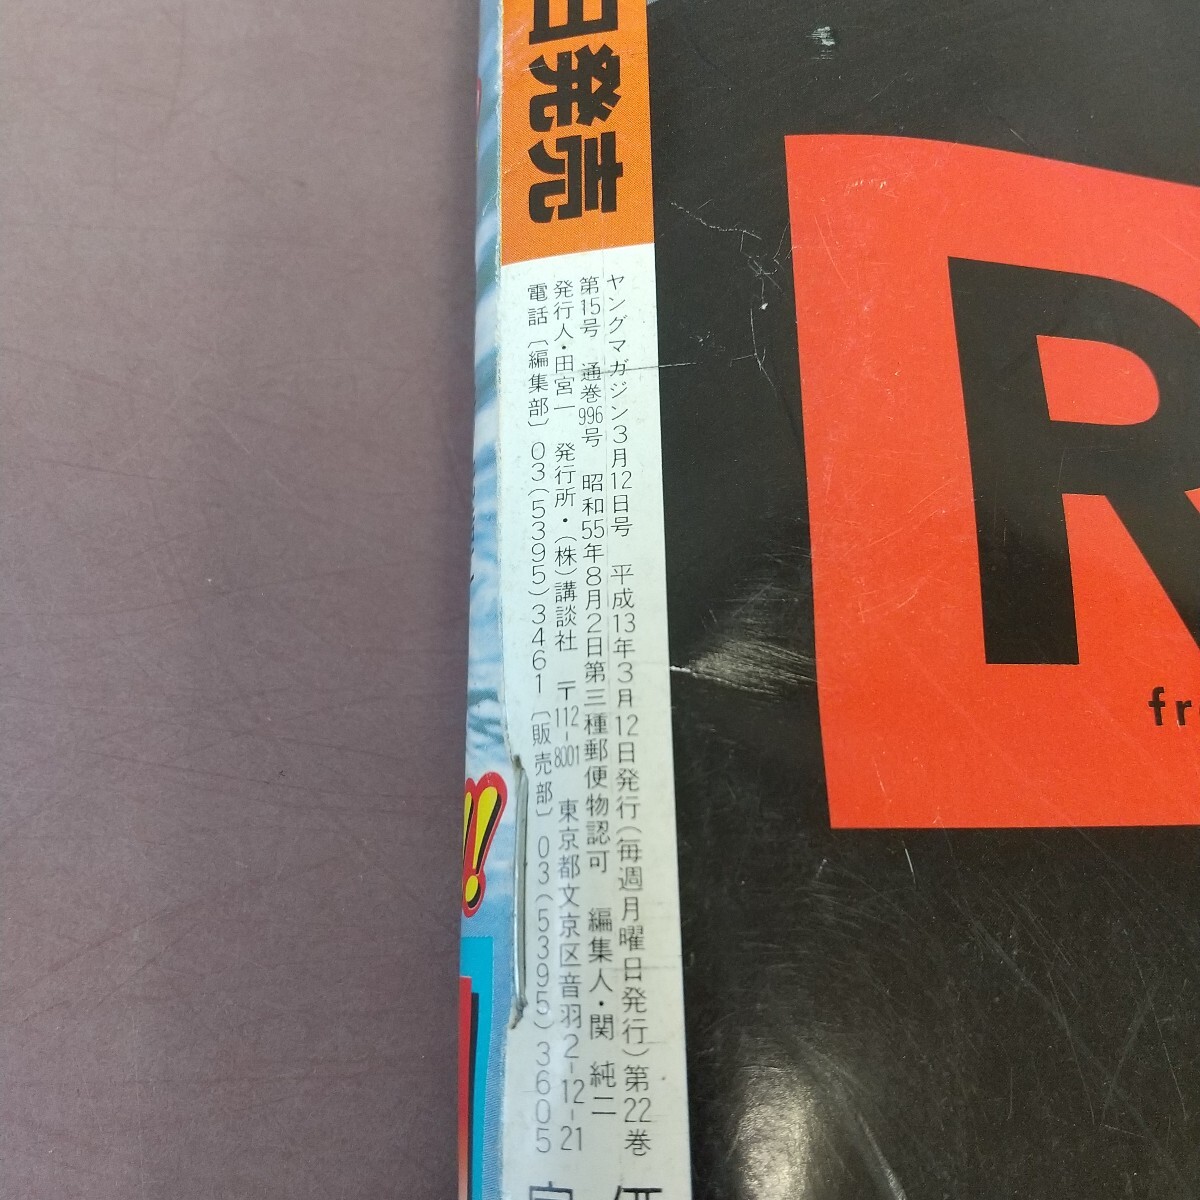 日発売
ヤングマガジン3月12日号 平成13年3月12日発行(毎週月曜日発行)第22巻
第15号 通巻996号 昭和55年8月2日第三種郵便物認可 編集人・関 純二
発行人・田宮一 発行所・(株)講談社 〒112-8001 東京都文京区音羽2-12-21
電話〔編集部〕03(5395)3461〔販売部〕03(5395)3605
R
!!